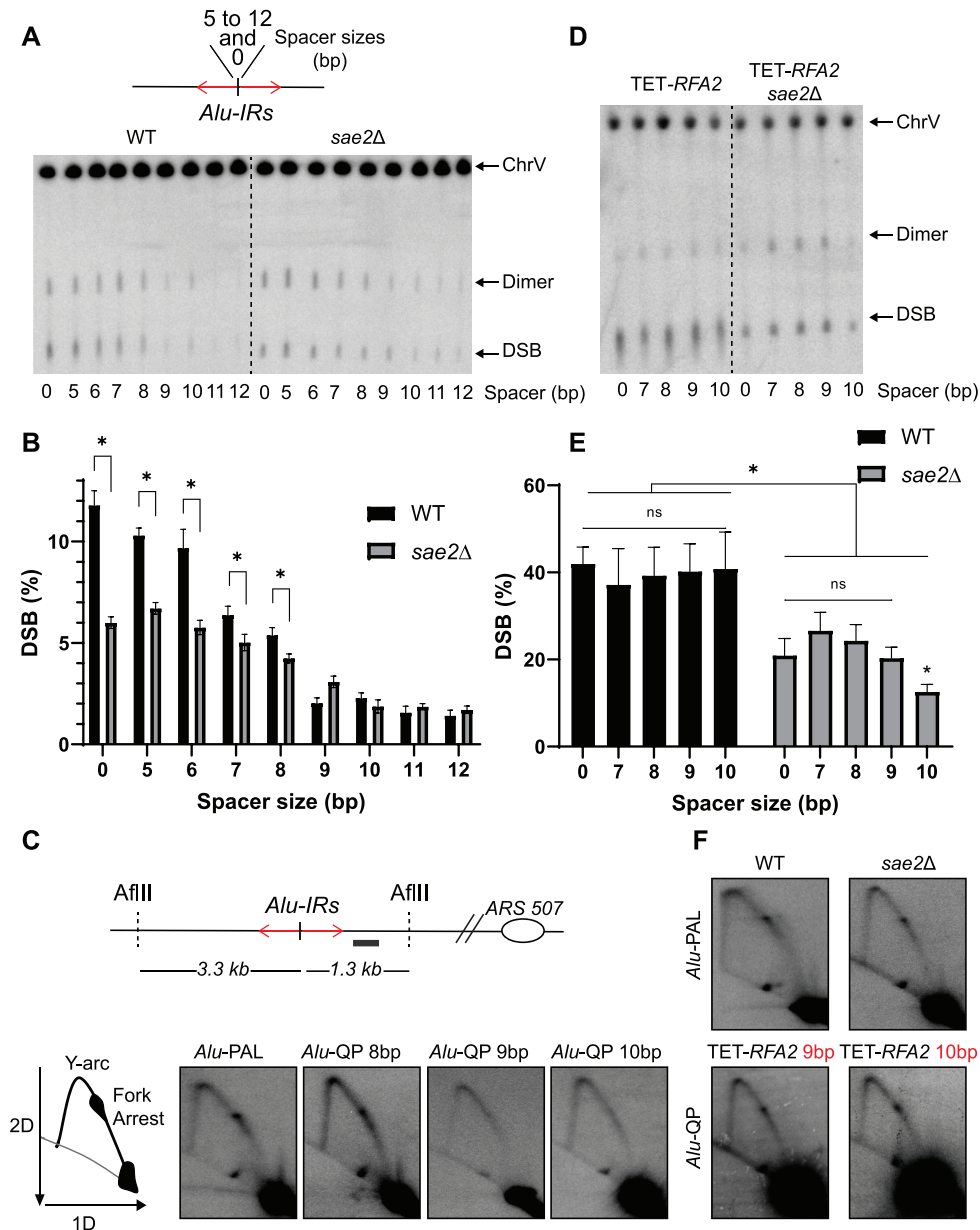 A
5 to 12
and
0
Spacer sizes
(bp)
Alu-IRs
WT
sae2Δ
ChrV
Dimer
DSB
0 5 6 7 8 9 10 11 12 0 5 6 7 8 9 10 11 12 Spacer (bp)
D
TET-RFA2
TET-RFA2
sae2Δ
ChrV
Dimer
DSB
0 7 8 9 10 0 7 8 9 10 Spacer (bp)
B
* * * * *
WT
sae2Δ
DSB (%)
10
5
0
0 5 6 7 8 9 10 11 12
Spacer size (bp)
E
WT
sae2Δ
*
ns
ns
*
DSB (%)
60
40
20
0
0 7 8 9 10 0 7 8 9 10
Spacer size (bp)
C
AflII
Alu-IRs
AflII
ARS 507
3.3 kb
1.3 kb
Y-arc
Fork
Arrest
2D
1D
Alu-PAL
Alu-QP 8bp
Alu-QP 9bp
Alu-QP 10bp
F
WT
sae2Δ
Alu-PAL
TET-RFA2 9bp
TET-RFA2 10bp
Alu-QP